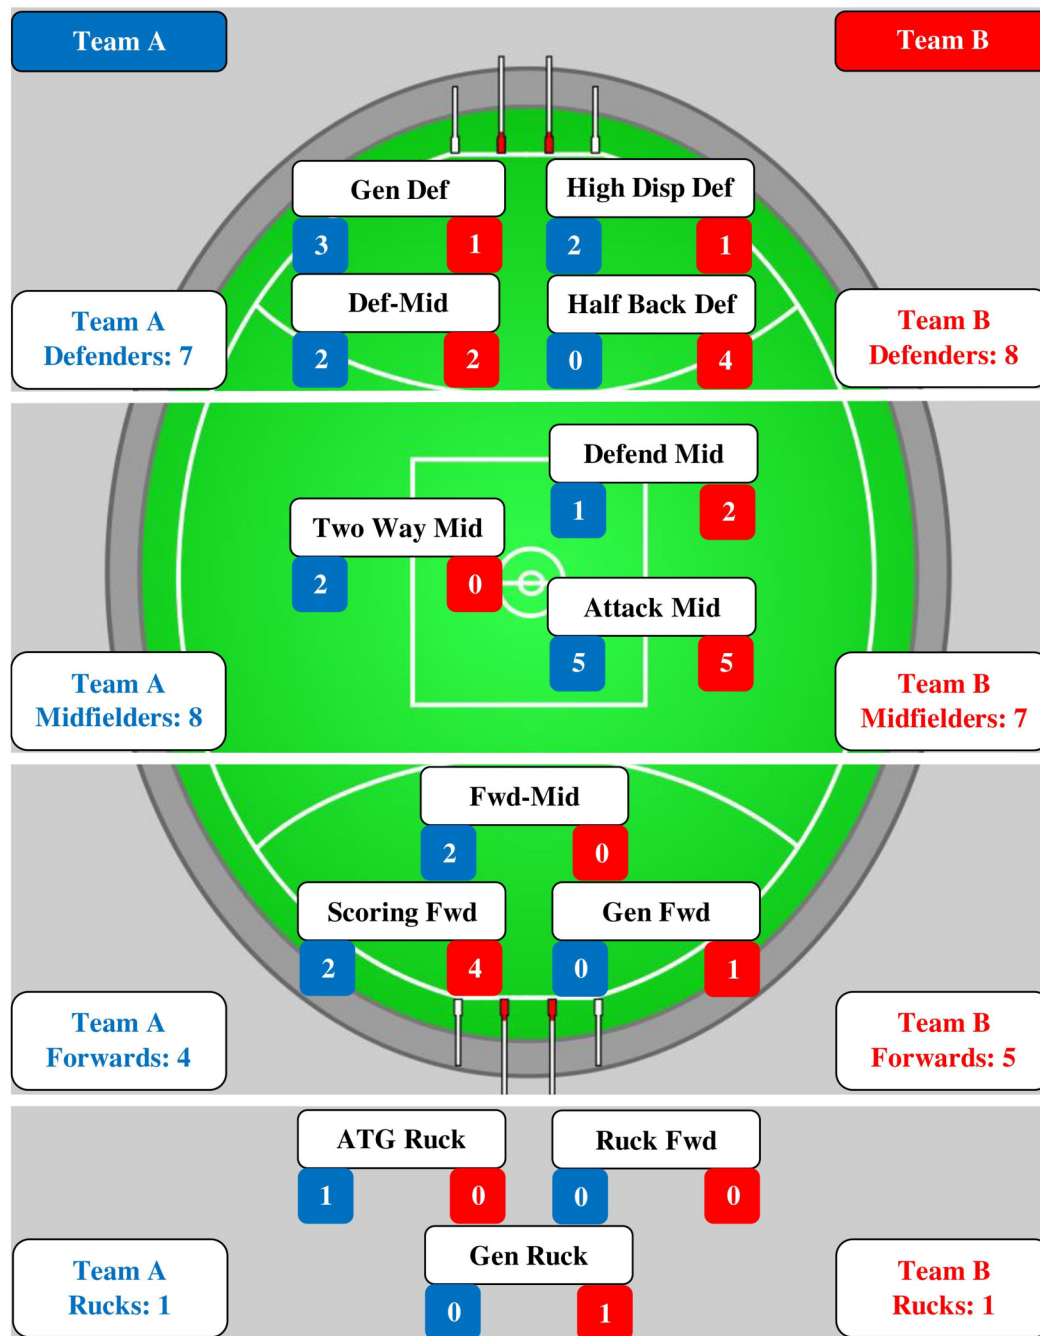 Team A
Team B
Gen Def
High Disp Def
3
1
2
1
Def-Mid
Half Back Def
2
2
0
4
Team A
Defenders: 7
Team B
Defenders: 8
Defend Mid
1
2
Two Way Mid
2
0
Attack Mid
5
5
Team A
Midfielders: 8
Team B
Midfielders: 7
Fwd-Mid
2
0
Scoring Fwd
Gen Fwd
2
4
0
1
Team A
Forwards: 4
Team B
Forwards: 5
ATG Ruck
Ruck Fwd
1
0
0
0
Gen Ruck
0
1
Team A
Rucks: 1
Team B
Rucks: 1